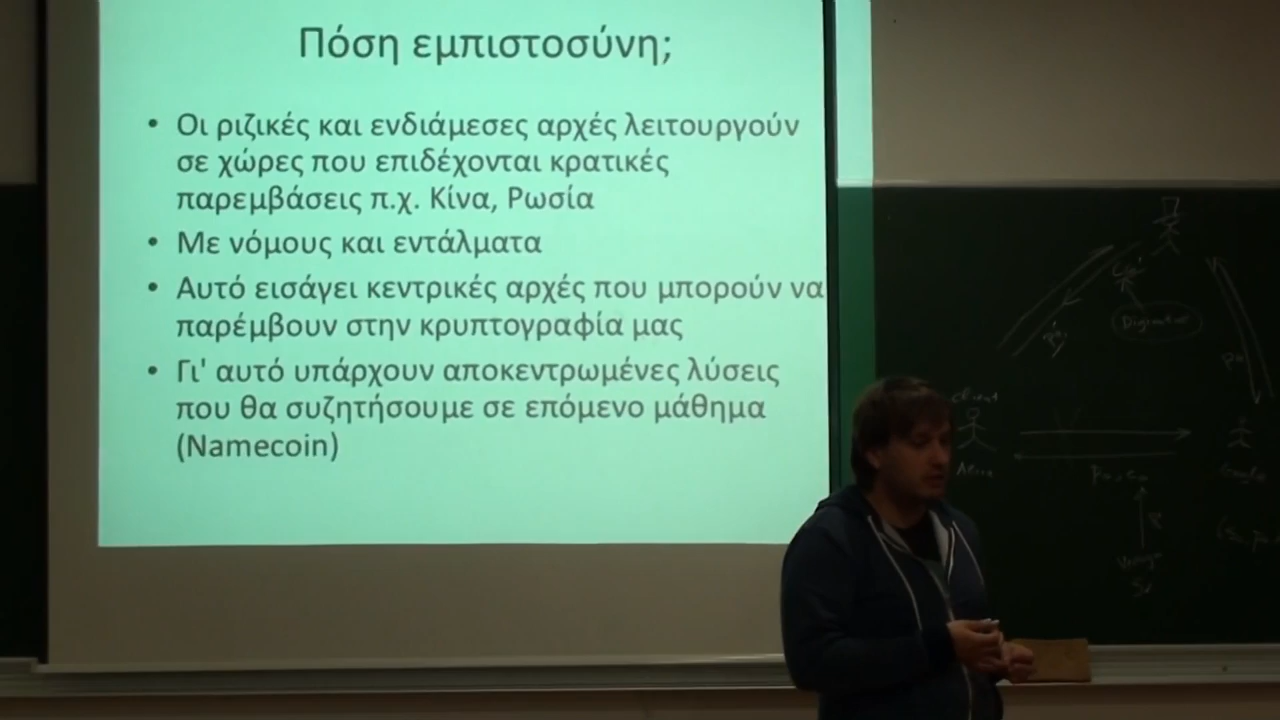 Πόση εμπιστοσύνη;
• Οι ριζικές και ενδιάμεσες αρχές λειτουργούν
σε χώρες που επιδέχονται κρατικές
παρεμβάσεις π.χ. Κίνα, Ρωσία
• Με νόμους και εντάλματα
• Αυτό εισάγει κεντρικές αρχές που μπορούν να
παρέμβουν στην κρυπτογραφία μας
• Γι' αυτό υπάρχουν αποκεντρωμένες λύσεις
που θα συζητήσουμε σε επόμενο μάθημα
(Namecoin)
client
Alice